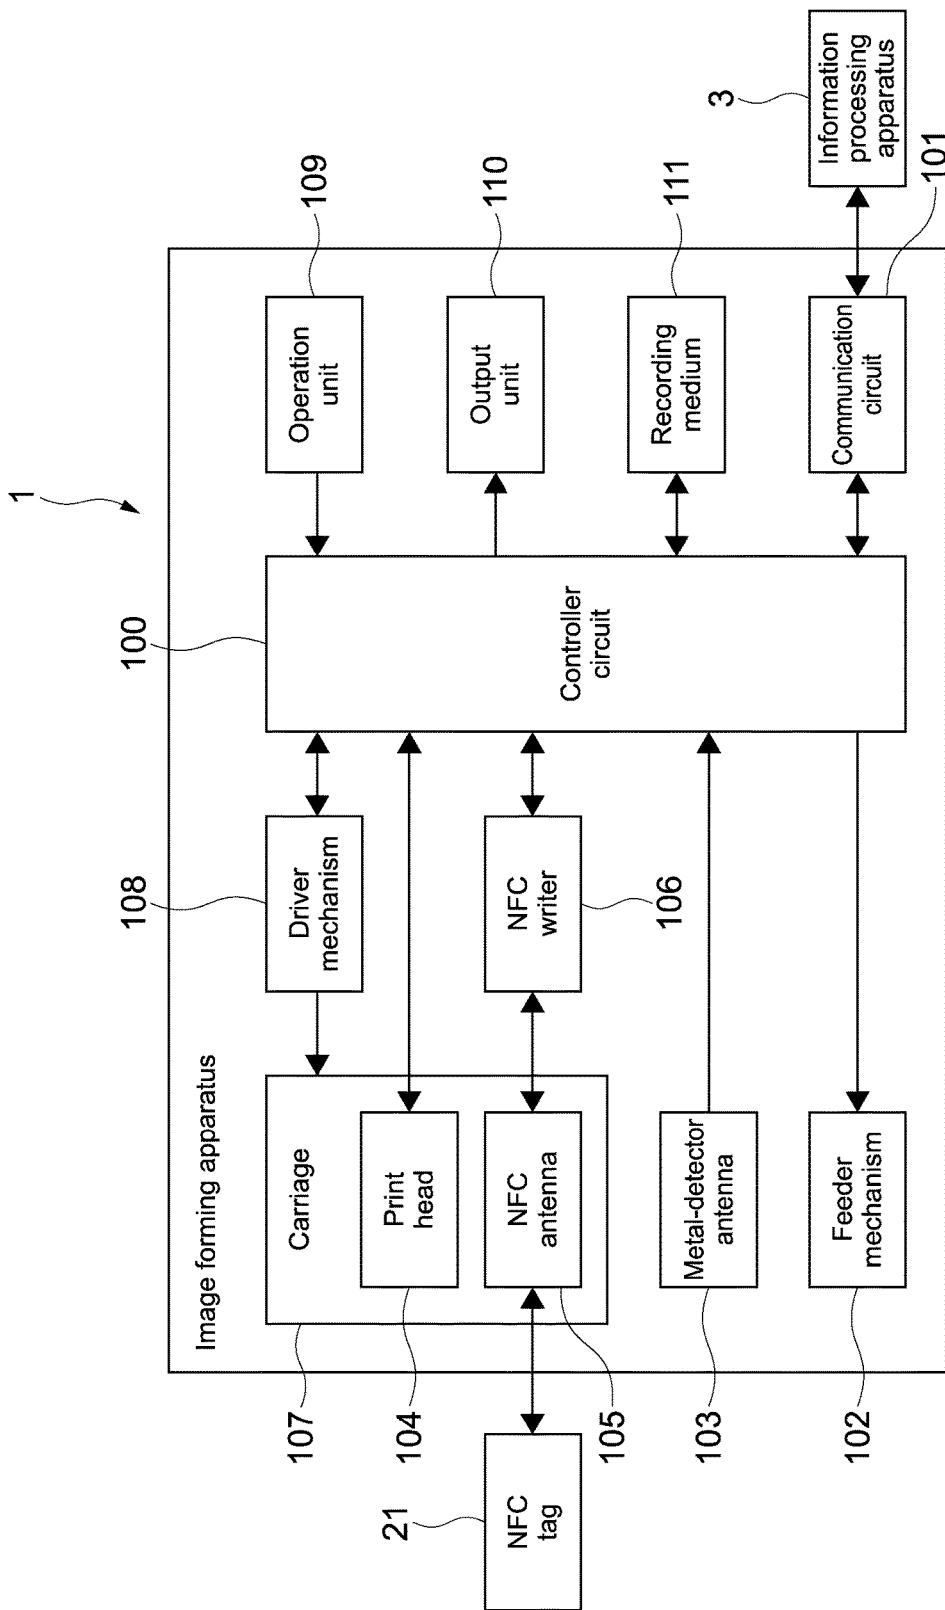 1
Image forming apparatus
107
Carriage
104
Print
head
105
NFC
antenna
103
Metal-detector
antenna
102
Feeder
mechanism
21
NFC
tag
108
Driver
mechanism
106
NFC
writer
100
Controller
circuit
109
Operation
unit
110
Output
unit
111
Recording
medium
101
Communication
circuit
3
Information
processing
apparatus